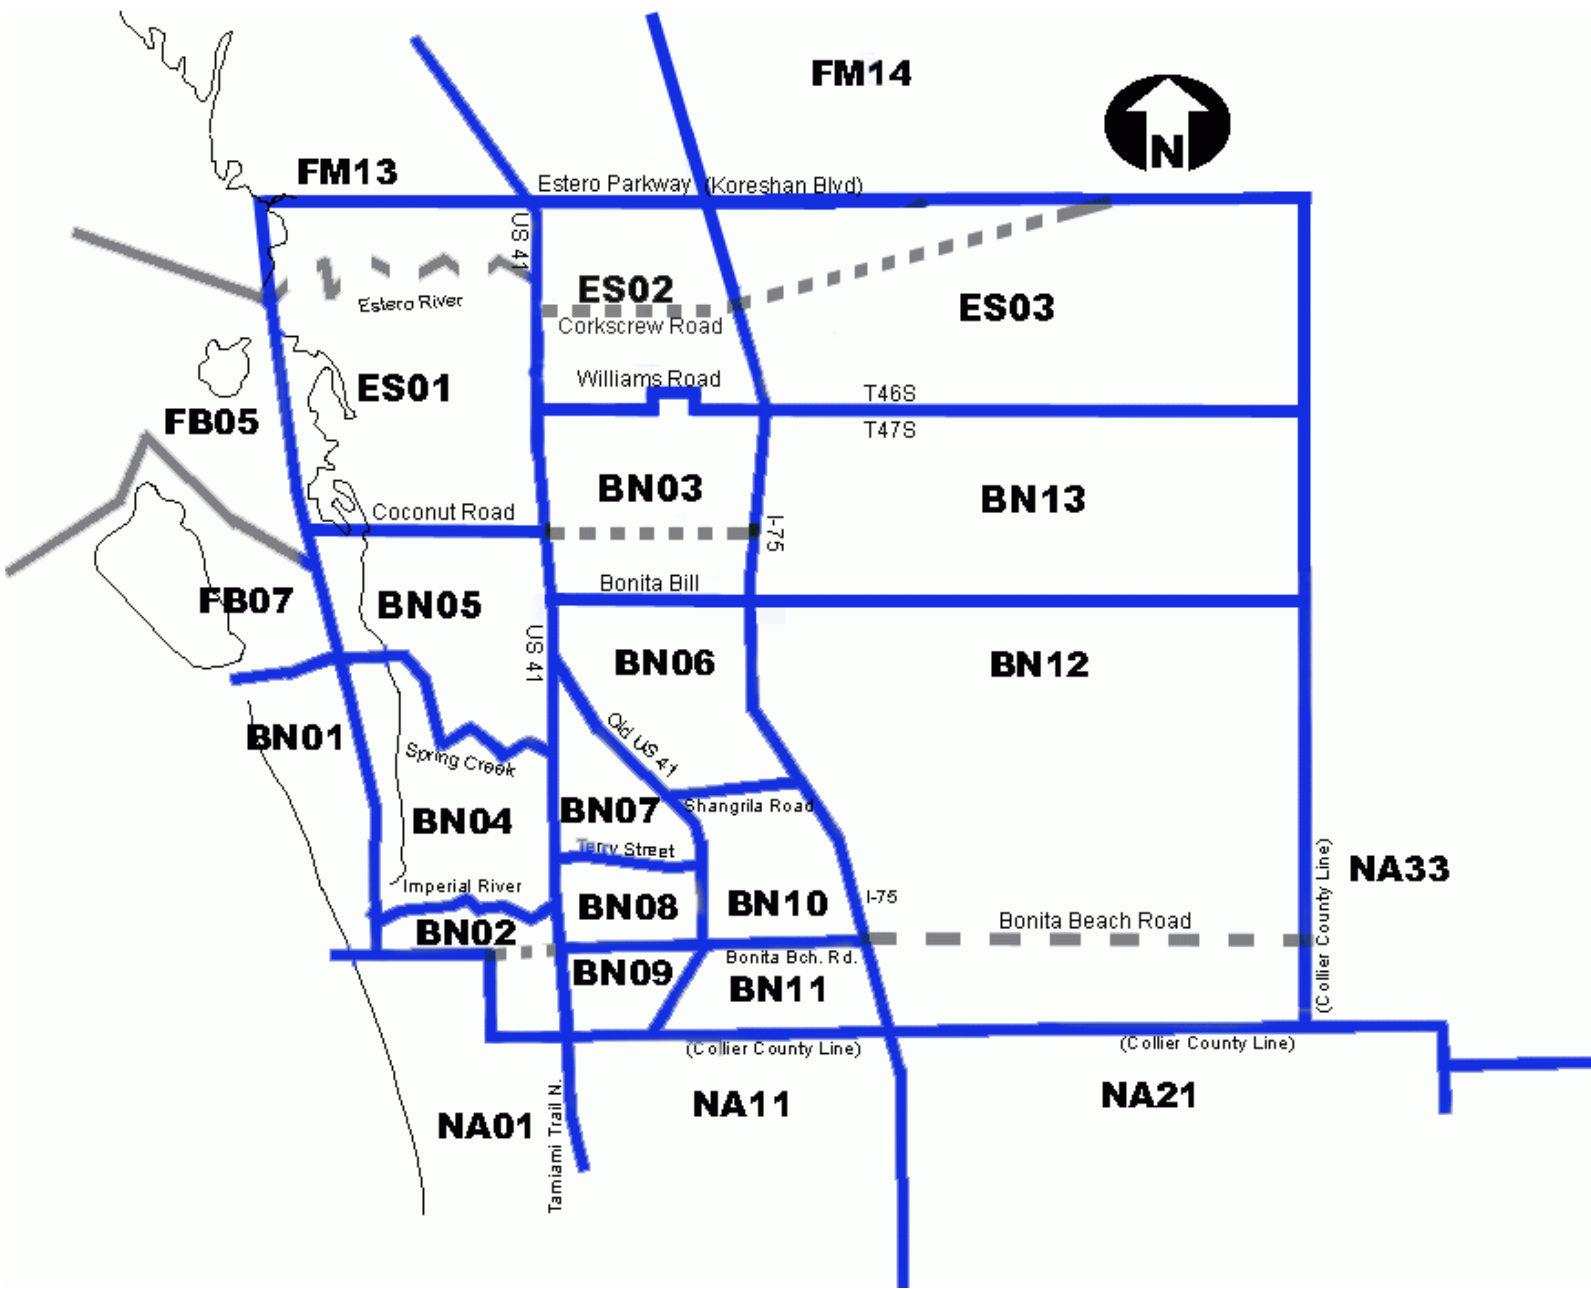 FM14
N
FM13
Estero Parkway (Koreshan Blvd)
US 41
ES02
Estero River
ES03
Corkscrew Road
Williams Road
ES01
T46S
FB05
T47S
BN03
BN13
Coconut Road
I-75
Bonita Bill
FB07
BN05
US 41
BN06
BN12
BN01
Old US 41
Spring Creek
BN07
Shangrila Road
BN04
Terry Street
NA33
Imperial River
I-75
BN08
BN10
Bonita Beach Road
(Collier County Line)
BN02
Bonita Bch. Rd.
BN09
BN11
(Collier County Line)
(Collier County Line)
NA21
NA11
NA01
Tamiami Trail N.